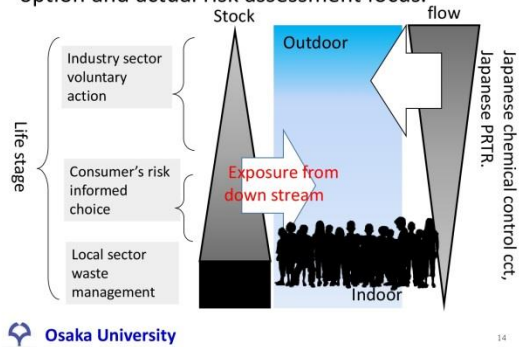 option and actual risk assessment focus.
Stock
flow
Outdoor
Industry sector
voluntary
action
Life stage
Consumer's risk
informed
choice
Exposure from
down stream
Local sector
waste
management
Indoor
Japanese chemical control cct,
Japanese PRTR.
Osaka University
14